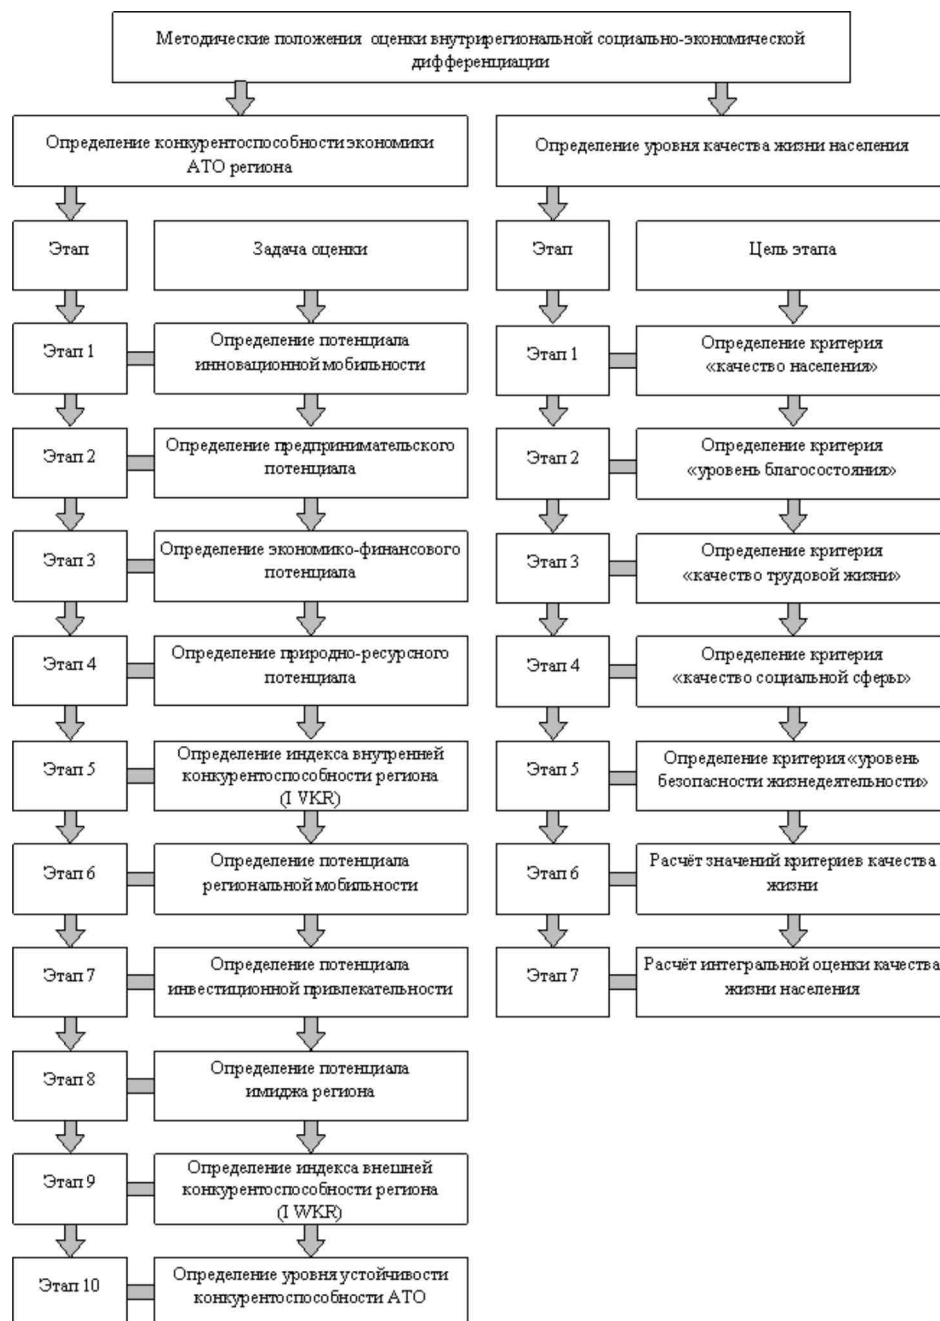 Методические положения оценки внутрирегиональной социально-экономической
дифференциации
Определение конкурентоспособности экономики
АТО региона
Этап
Задача оценки
Этап 1
Определение потенциала
инновационной мобильности
Этап 2
Определение предпринимательского
потенциала
Этап 3
Определение экономико-финансового
потенциала
Этап 4
Определение природно-ресурсного
потенциала
Этап 5
Определение индекса внутренней
конкурентоспособности региона
(I VKR)
Этап 6
Определение потенциала
региональной мобильности
Этап 7
Определение потенциала
инвестиционной привлекательности
Этап 8
Определение потенциала
имиджа региона
Этап 9
Определение индекса внешней
конкурентоспособности региона
(I WKR)
Этап 10
Определение уровня устойчивости
конкурентоспособности АТО
Определение уровня качества жизни населения
Этап
Цель этапа
Этап 1
Определение критерия
«качество населения»
Этап 2
Определение критерия
«уровень благосостояния»
Этап 3
Определение критерия
«качество трудовой жизни»
Этап 4
Определение критерия
«качество социальной сферы»
Этап 5
Определение критерия «уровень
безопасности жизнедеятельности»
Этап 6
Расчёт значений критериев качества
жизни
Этап 7
Расчёт интегральной оценки качества
жизни населения